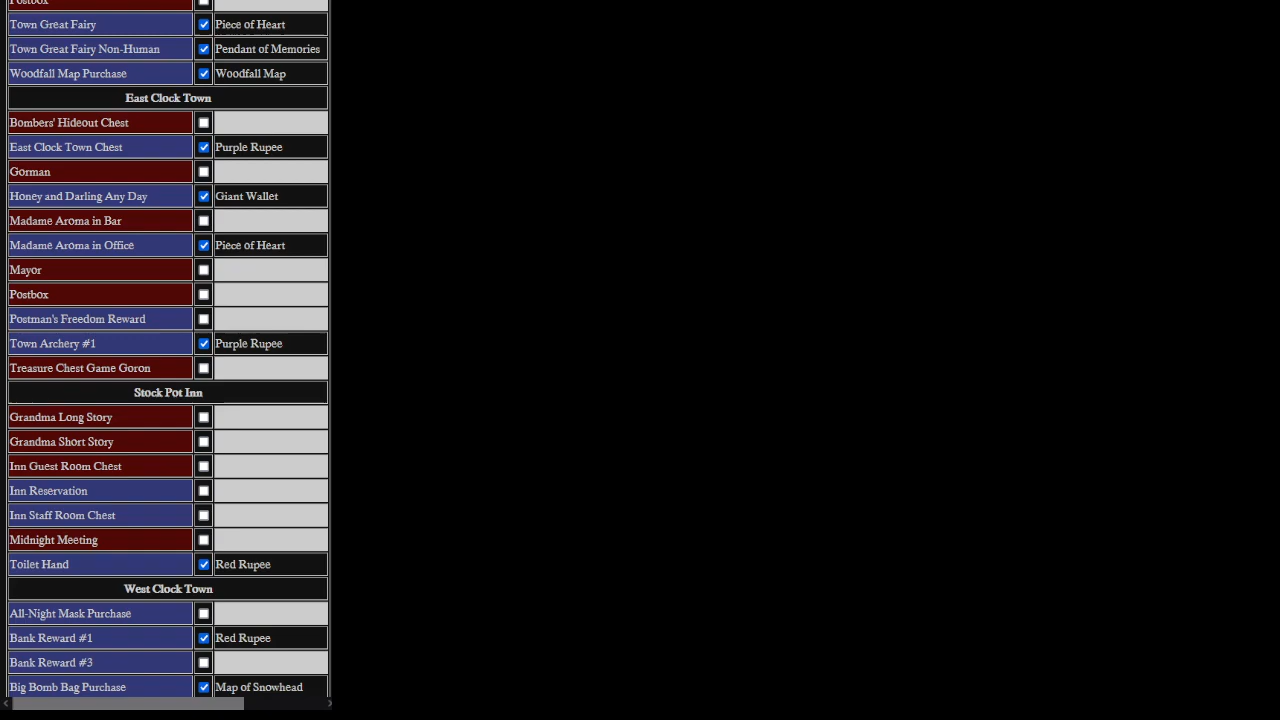 Postbox
Town Great Fairy Piece of Heart
Town Great Fairy Non-Human Pendant of Memories
Woodfall Map Purchase Woodfall Map
East Clock Town
Bombers' Hideout Chest
East Clock Town Chest Purple Rupee
Gorman
Honey and Darling Any Day Giant Wallet
Madame Aroma in Bar
Madame Aroma in Office Piece of Heart
Mayor
Postbox
Postman's Freedom Reward
Town Archery #1 Purple Rupee
Treasure Chest Game Goron
Stock Pot Inn
Grandma Long Story
Grandma Short Story
Inn Guest Room Chest
Inn Reservation
Inn Staff Room Chest
Midnight Meeting
Toilet Hand Red Rupee
West Clock Town
All-Night Mask Purchase
Bank Reward #1 Red Rupee
Bank Reward #3
Big Bomb Bag Purchase Map of Snowhead